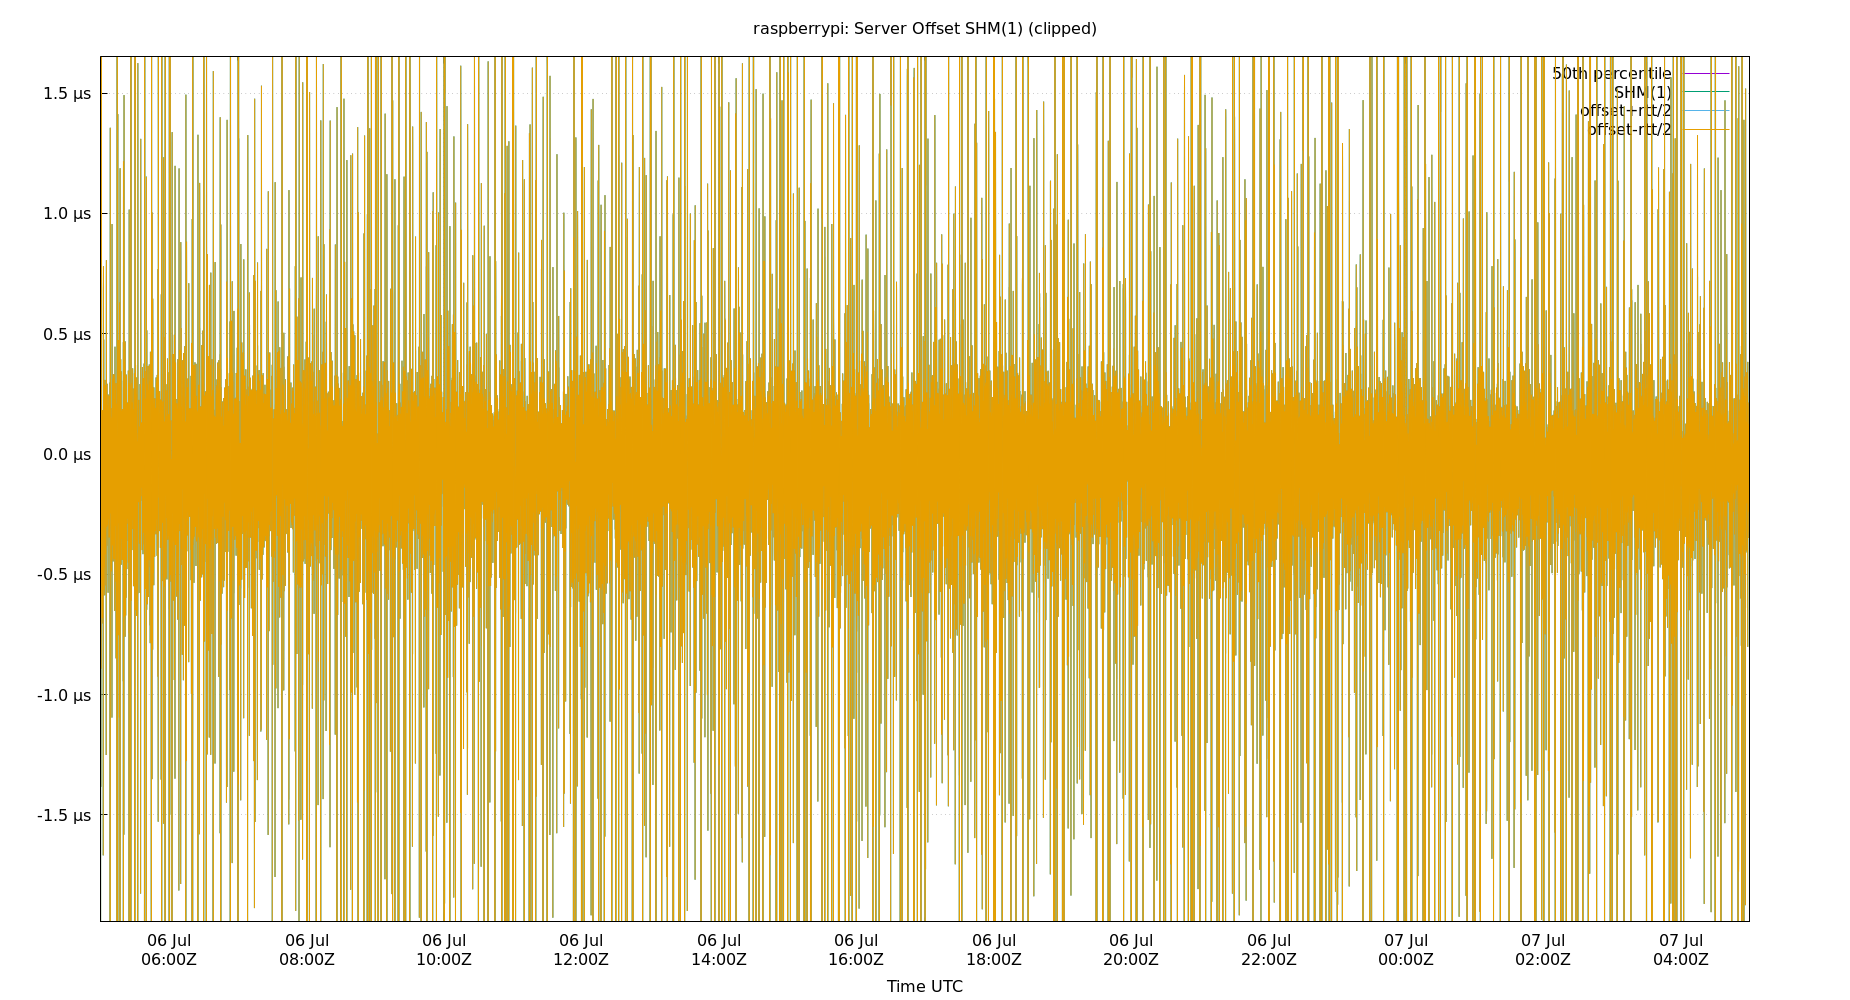 raspberrypi: Server Offset SHM(1) (clipped)
50th percentile
SHM(1)
offset+rtt/2
offset-rtt/2
1.5 µs
1.0 µs
0.5 µs
0.0 µs
-0.5 µs
-1.0 µs
-1.5 µs
06 Jul 06 Jul 06 Jul 06 Jul 06 Jul 06 Jul 06 Jul 06 Jul 06 Jul 07 Jul 07 Jul 07 Jul
06:00Z 08:00Z 10:00Z 12:00Z 14:00Z 16:00Z 18:00Z 20:00Z 22:00Z 00:00Z 02:00Z 04:00Z
Time UTC